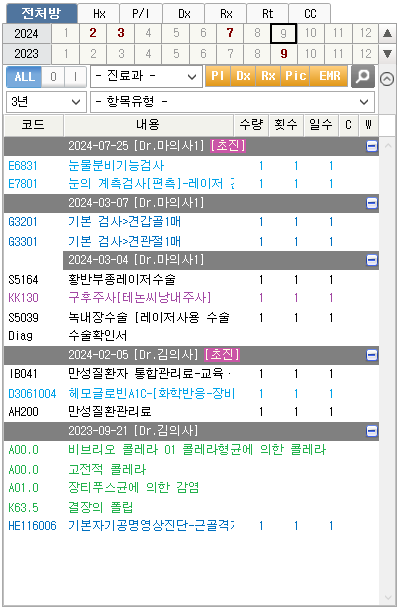 전처방 Hx P/I Dx Rx Rt CC
2024 1 2 3 4 5 6 7 8 9 10 11 12
2023 1 2 3 4 5 6 7 8 9 10 11 12
ALL O I - 진료과 - PI Dx Rx Pic EMR
3년 - 항목유형 -
코드 내용 수량 횟수 일수 C W
2024-07-25 [Dr.마의사1] [초진]
E6831 눈물분비기능검사 1 1 1
E7801 눈의 계측검사[편측]-레이저 1 1 1
2024-03-07 [Dr.마의사1]
G3201 기본 검사>견갑골1매 1 1 1
G3301 기본 검사>견관절1매 1 1 1
2024-03-04 [Dr.마의사1]
S5164 황반부종레이저수술 1 1 1
KK130 구후주사[테논씨낭내주사] 1 1 1
S5039 녹내장수술 [레이저사용 수술 1 1 1
Diag 수술확인서
2024-02-05 [Dr.김의사] [초진]
IB041 만성질환자 통합관리료-교육 1 1 1
D3061004 헤모글로빈A1C-[화학반응-장비 1 1 1
AH200 만성질환관리료 1 1 1
2023-09-21 [Dr.김의사]
A00.0 비브리오 콜레라 01 콜레라형균에 의한 콜레라
A00.0 고전적 콜레라
A01.0 장티푸스균에 의한 감염
K63.5 결장의 폴립
HE116006 기본자기공명영상진단-근골격 1 1 1